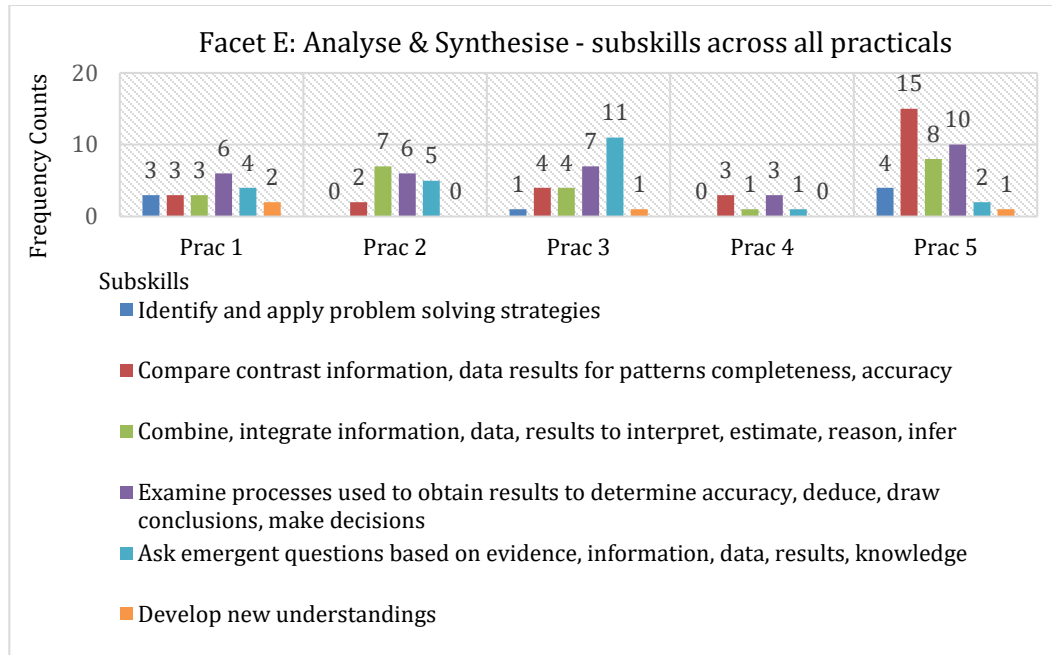 Facet E: Analyse & Synthesise - subskills across all practicals
Frequency Counts
20
10
0
3 3 3 6 4 2
0 2 7 6 5 0
1 4 4 7 11 1
0 3 1 3 1 0
4 15 8 10 2 1
Prac 1 Prac 2 Prac 3 Prac 4 Prac 5
Subskills
Identify and apply problem solving strategies
Compare contrast information, data results for patterns completeness, accuracy
Combine, integrate information, data, results to interpret, estimate, reason, infer
Examine processes used to obtain results to determine accuracy, deduce, draw
conclusions, make decisions
Ask emergent questions based on evidence, information, data, results, knowledge
Develop new understandings